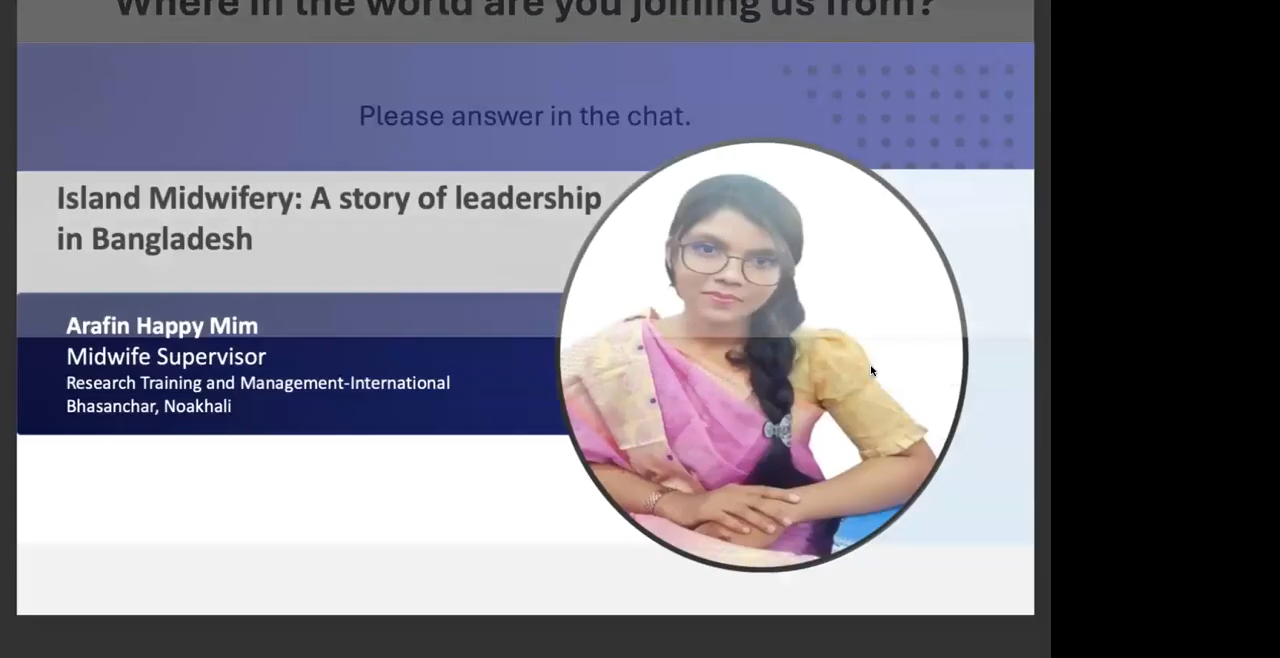 Where in the world are you joining us from?
Please answer in the chat.
Island Midwifery: A story of leadership
in Bangladesh
Arafin Happy Mim
Midwife Supervisor
Research Training and Management-International
Bhasanchar, Noakhali